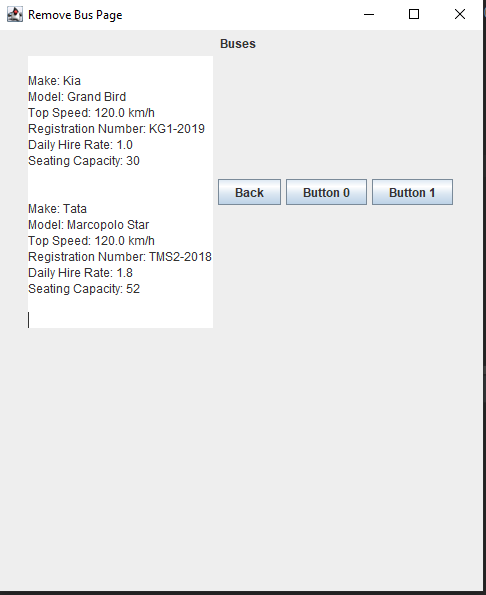 Remove Bus Page
Buses
Make: Kia
Model: Grand Bird
Top Speed: 120.0 km/h
Registration Number: KG1-2019
Daily Hire Rate: 1.0
Seating Capacity: 30
Back Button 0 Button 1
Make: Tata
Model: Marcopolo Star
Top Speed: 120.0 km/h
Registration Number: TMS2-2018
Daily Hire Rate: 1.8
Seating Capacity: 52